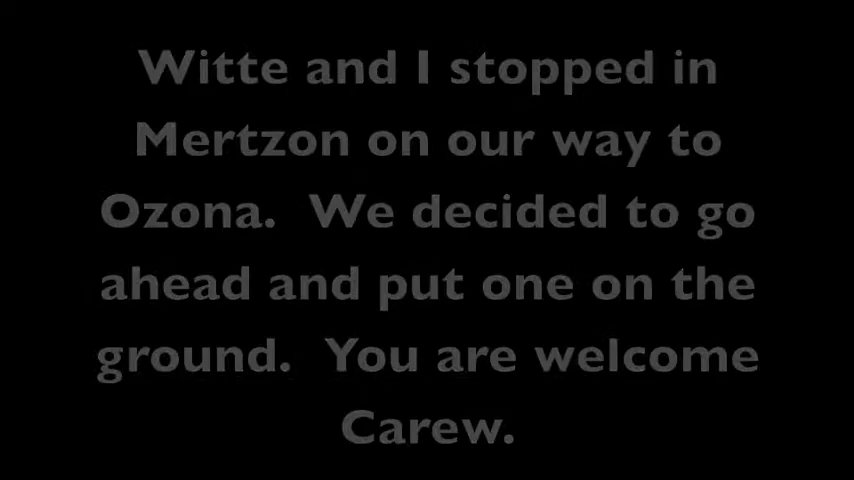 Witte and I stopped in
Mertzon on our way to
Ozona.  We decided to go
ahead and put one on the
ground.  You are welcome
Carew.